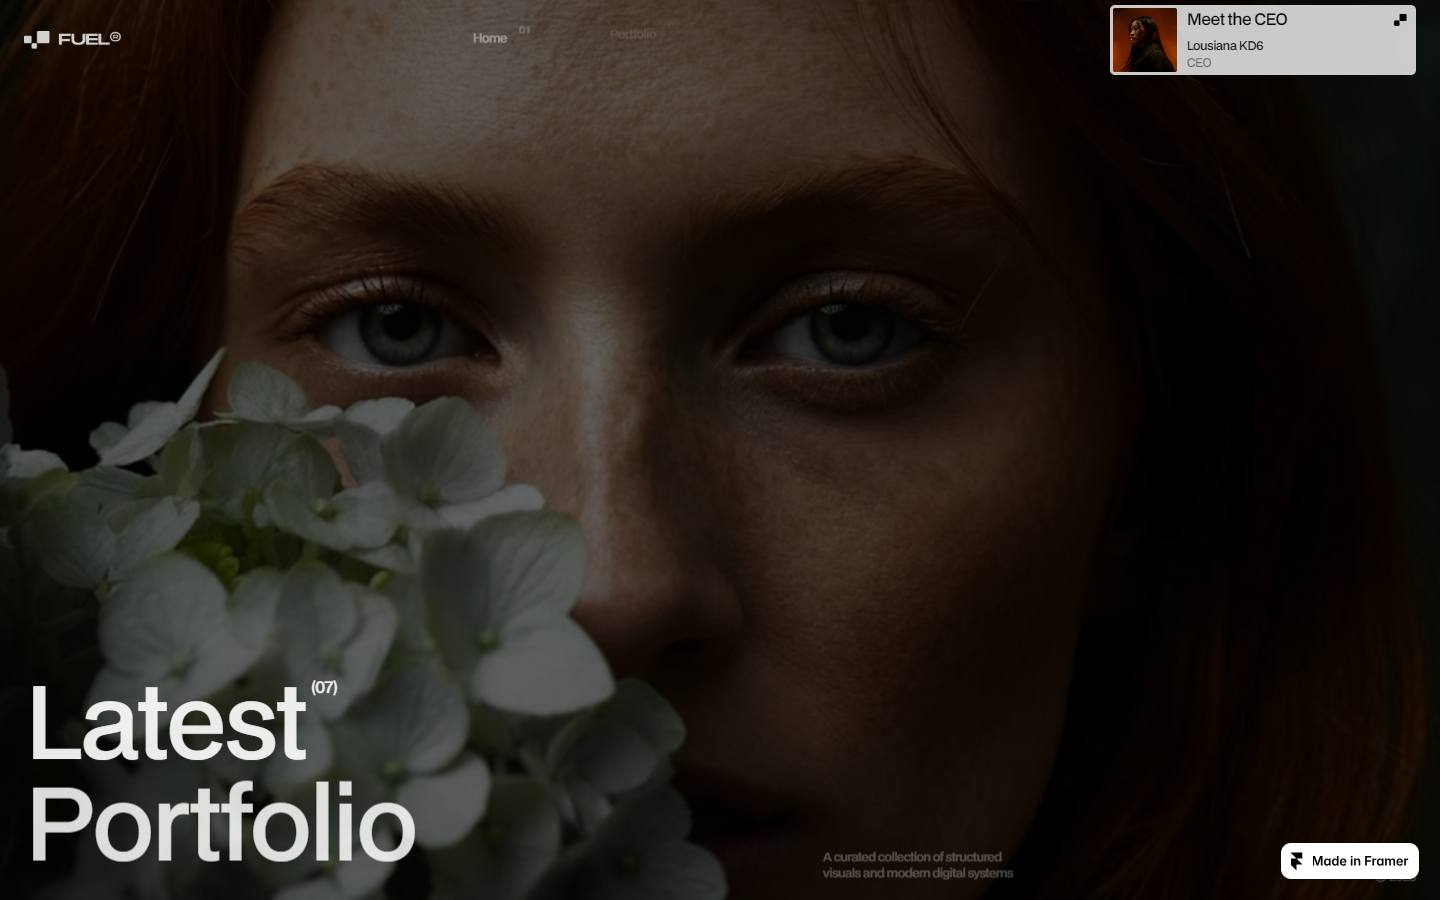 FUEL®
Home 01
Portfolio
Meet the CEO
Lousiana KD6
CEO
Latest (07)
Portfolio
A curated collection of structured
visuals and modern digital systems
Made in Framer